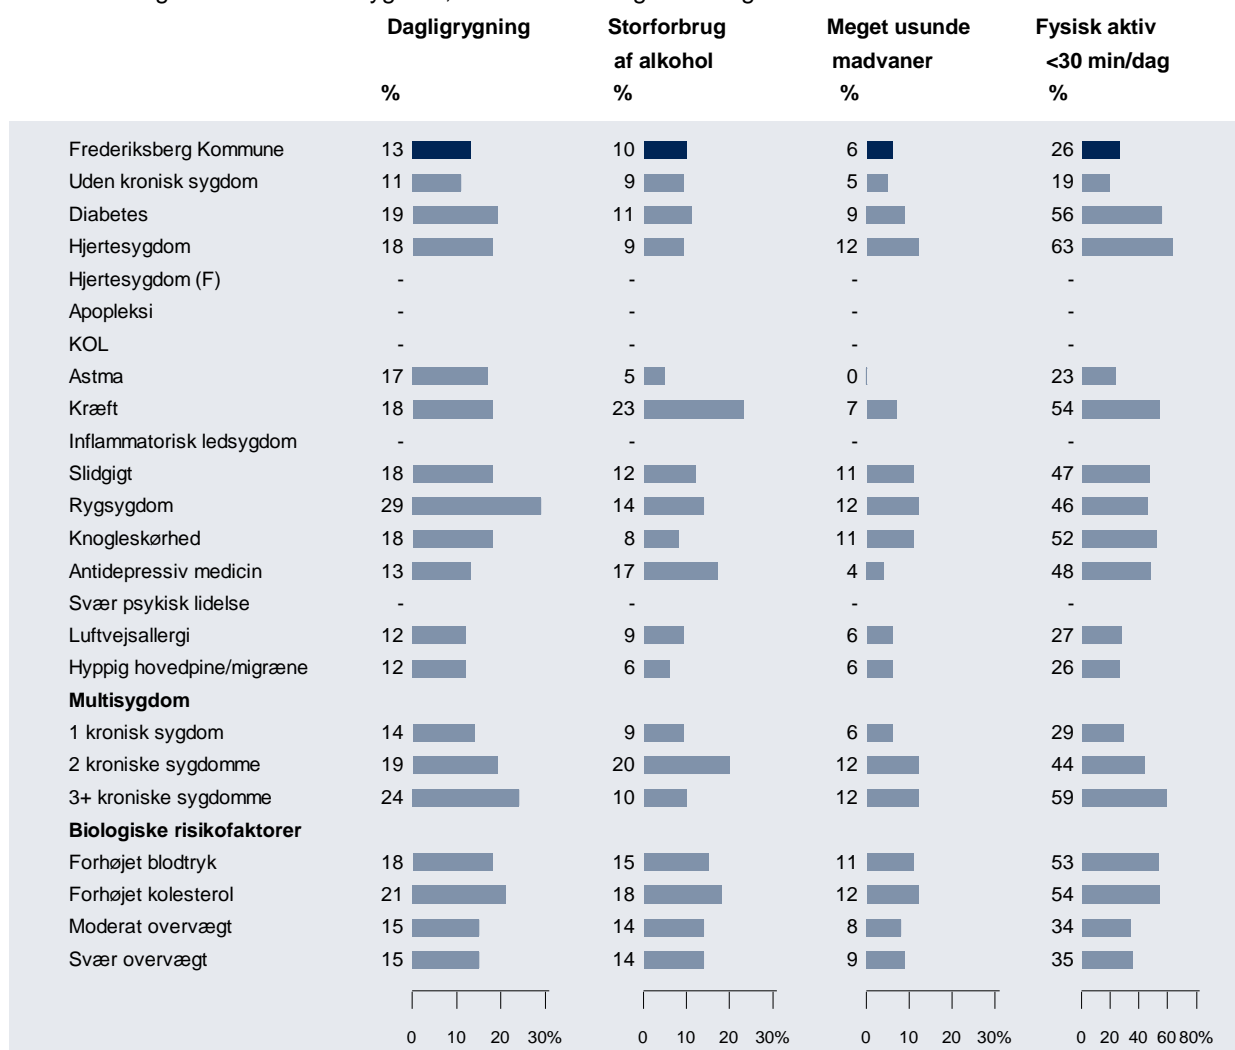 Dagligrygning Storforbrug Meget usunde Fysisk aktiv
af alkohol madvaner <30 min/dag
% % % %
Frederiksberg Kommune 13 10 6 26
Uden kronisk sygdom 11 9 5 19
Diabetes 19 11 9 56
Hjertesygdom 18 9 12 63
Hjertesygdom (F) - - - -
Apopleksi - - - -
KOL - - - -
Astma 17 5 0 23
Kræft 18 23 7 54
Inflammatorisk ledsygdom - - - -
Slidgigt 18 12 11 47
Rygsygdom 29 14 12 46
Knogleskørhed 18 8 11 52
Antidepressiv medicin 13 17 4 48
Svær psykisk lidelse - - - -
Luftvejsallergi 12 9 6 27
Hyppig hovedpine/migræne 12 6 6 26
Multisygdom
1 kronisk sygdom 14 9 6 29
2 kroniske sygdomme 19 20 12 44
3+ kroniske sygdomme 24 10 12 59
Biologiske risikofaktorer
Forhøjet blodtryk 18 15 11 53
Forhøjet kolesterol 21 18 12 54
Moderat overvægt 15 14 8 34
Svær overvægt 15 14 9 35
0 10 20 30% 0 10 20 30% 0 10 20 30% 0 20 40 60 80%